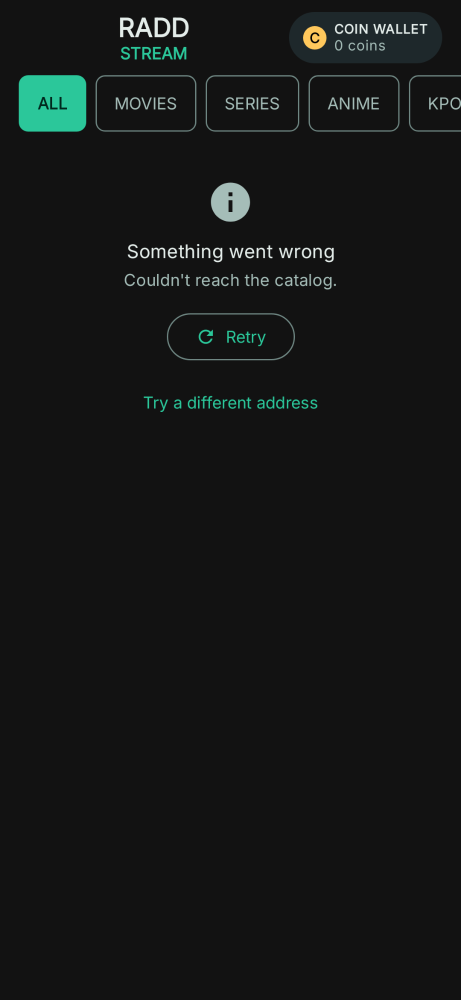 RADD
STREAM
C
COIN WALLET
0 coins
ALL
MOVIES
SERIES
ANIME
KPO
Something went wrong
Couldn't reach the catalog.
Retry
Try a different address